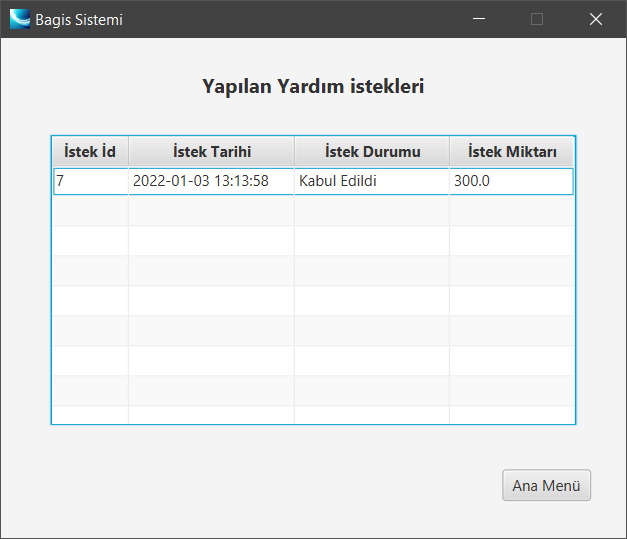 Bagis Sistemi
Yapılan Yardım istekleri
İstek İd İstek Tarihi İstek Durumu İstek Miktarı
7 2022-01-03 13:13:58 Kabul Edildi 300.0
Ana Menü